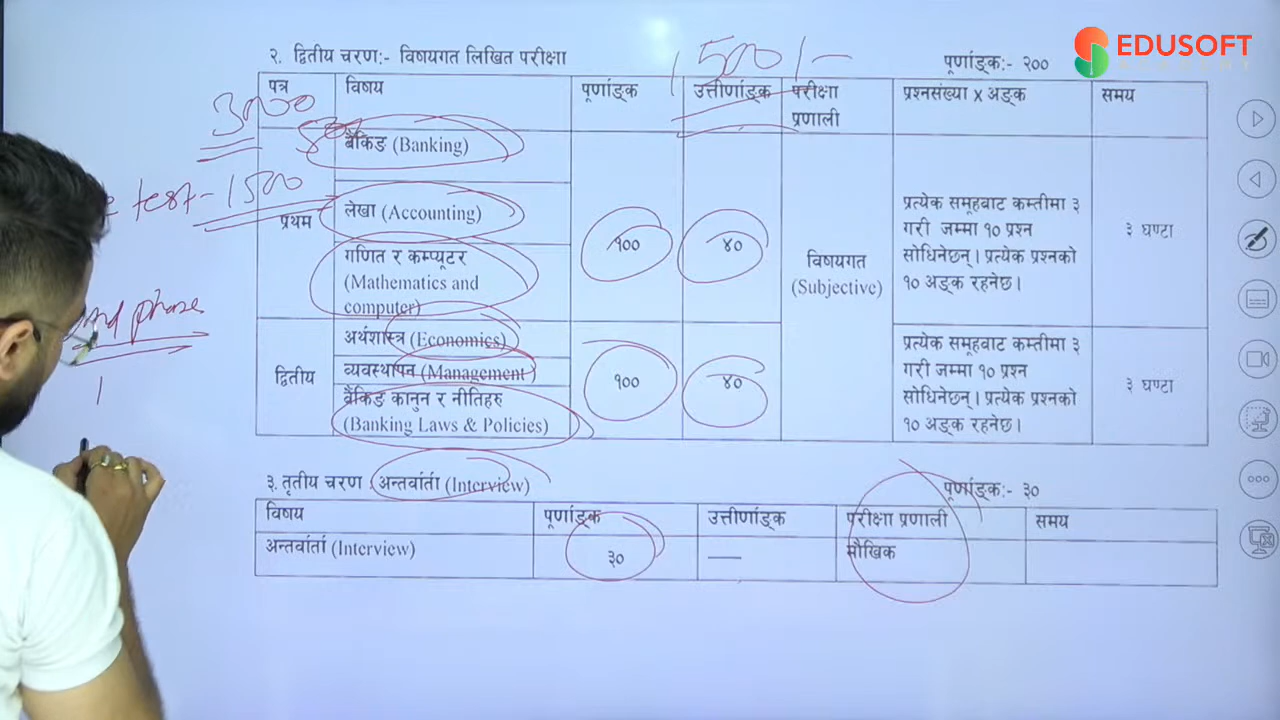 EDUSOFT
२. द्वितीय चरण:- विषयगत लिखित परीक्षा
1500/-
पूर्णाङ्क:- २००
पत्र विषय पूर्णाङ्क उत्तीर्णाङ्क परीक्षा प्रणाली प्रश्नसंख्या x अङ्क समय
3000
बैंकिङ (Banking)
test - 1500
प्रथम
लेखा (Accounting)
गणित र कम्प्यूटर
(Mathematics and
computer)
१००
४०
विषयगत
(Subjective)
प्रत्येक समूहबाट कम्तीमा ३
गरी जम्मा १० प्रश्न
सोधिनेछन्। प्रत्येक प्रश्नको
१० अङ्क रहनेछ।
३ घण्टा
phase
1
द्वितीय
अर्थशास्त्र (Economics)
व्यवस्थापन (Management)
बैंकिङ कानुन र नीतिहरु
(Banking Laws & Policies)
१००
४०
प्रत्येक समूहबाट कम्तीमा ३
गरी जम्मा १० प्रश्न
सोधिनेछन्। प्रत्येक प्रश्नको
१० अङ्क रहनेछ।
३ घण्टा
३. तृतीय चरण . अन्तर्वार्ता (Interview)
पूर्णाङ्क:- ३०
विषय पूर्णाङ्क उत्तीर्णाङ्क परीक्षा प्रणाली समय
अन्तर्वार्ता (Interview) ३० — मौखिक